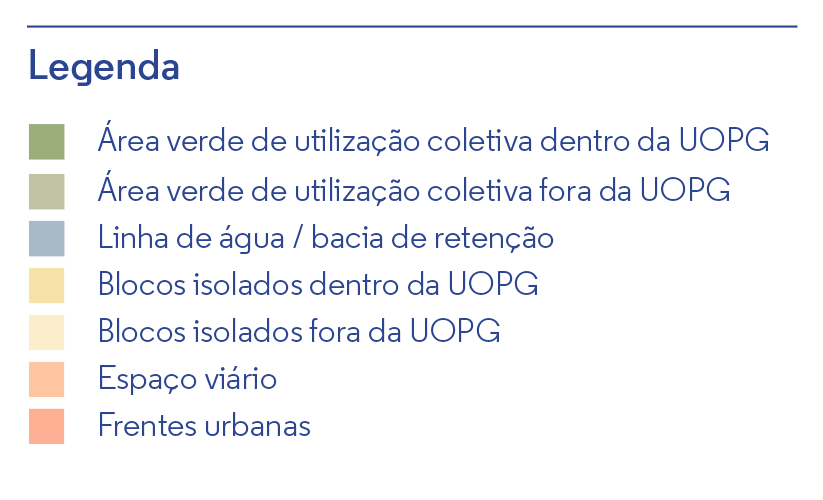 Legenda
Área verde de utilização coletiva dentro da UOPG
Área verde de utilização coletiva fora da UOPG
Linha de água / bacia de retenção
Blocos isolados dentro da UOPG
Blocos isolados fora da UOPG
Espaço viário
Frentes urbanas